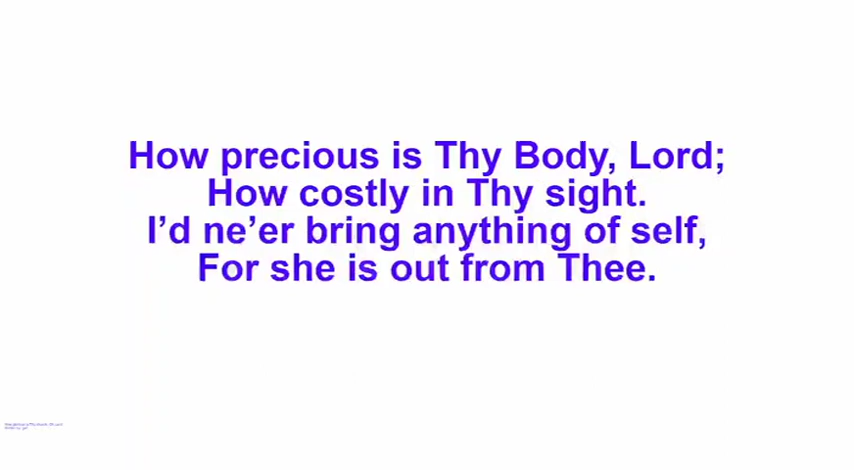 How precious is Thy Body, Lord;
How costly in Thy sight.
I’d ne’er bring anything of self,
For she is out from Thee.